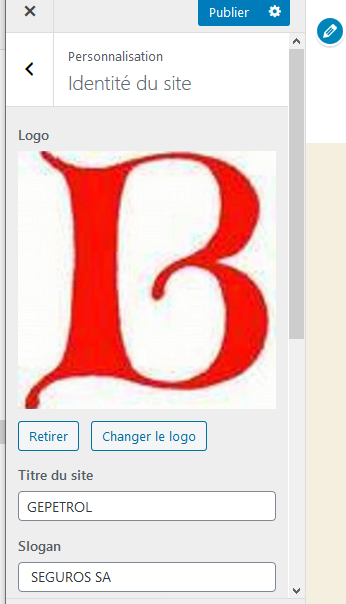 Publier
Personnalisation
Identité du site
Logo
B
Retirer
Changer le logo
Titre du site
GEPETROL
Slogan
SEGUROS SA